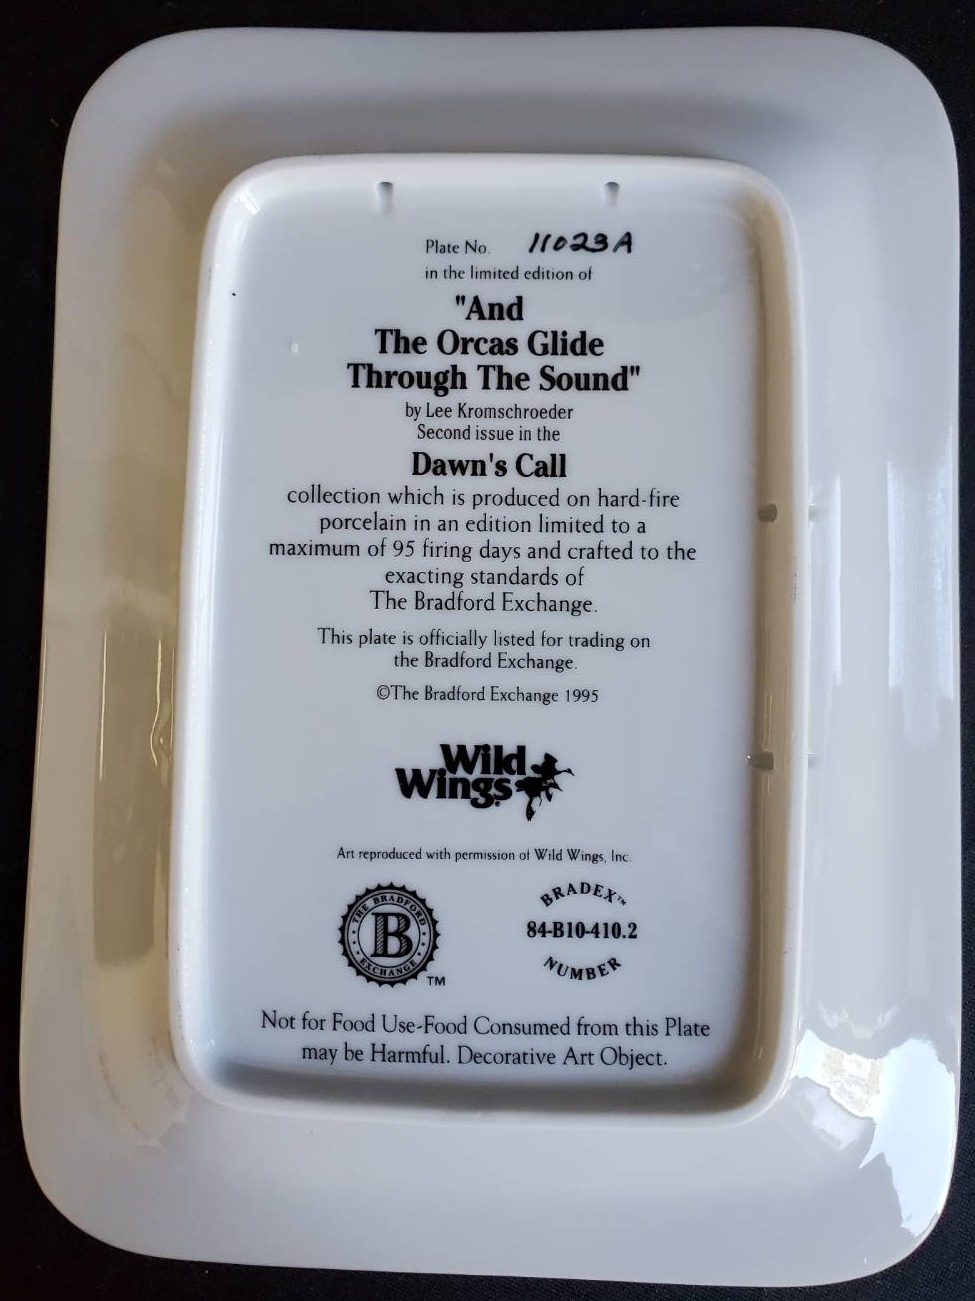 Plate No. 11023A
in the limited edition of
"And
The Orcas Glide
Through The Sound"
by Lee Kromschroeder
Second issue in the
Dawn's Call
collection which is produced on hard-fire
porcelain in an edition limited to a
maximum of 95 firing days and crafted to the
exacting standards of
The Bradford Exchange.
This plate is officially listed for trading on
the Bradford Exchange.
©The Bradford Exchange 1995
Wild
Wings®
Art reproduced with permission of Wild Wings, Inc.
THE BRADFORD
B
EXCHANGE
TM
BRADEX™
84-B10-410.2
NUMBER
Not for Food Use-Food Consumed from this Plate
may be Harmful. Decorative Art Object.